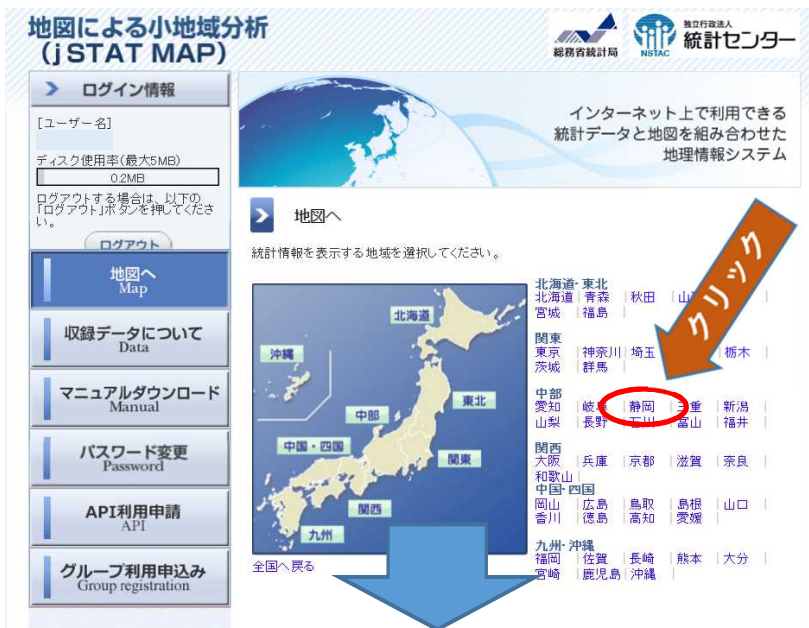 地図による小地域分析
（j STAT MAP）
総務省統計局
NSTAC
独立行政法人
統計センター
ログイン情報
[ユーザー名]
ディスク使用率(最大5MB)
0.2MB
ログアウトする場合は、以下の
「ログアウト」ボタンを押してくださ
い。
ログアウト
地図へ
Map
収録データについて
Data
マニュアルダウンロード
Manual
パスワード変更
Password
API利用申請
API
グループ利用申込み
Group registration
インターネット上で利用できる
統計データと地図を組み合わせた
地理情報システム
地図へ
統計情報を表示する地域を選択してください。
北海道
沖縄
東北
中部
中国・四国
関東
関西
九州
全国へ戻る
クリック
北海道・東北
北海道 | 青森 | 秋田 | 山
宮城 | 福島 |
関東
東京 | 神奈川 | 埼玉 | 栃木 |
茨城 | 群馬 |
中部
愛知 | 岐阜 | 静岡 | 三重 | 新潟 |
山梨 | 長野 | 石川 | 富山 | 福井 |
関西
大阪 | 兵庫 | 京都 | 滋賀 | 奈良 |
和歌山 |
中国・四国
岡山 | 広島 | 鳥取 | 島根 | 山口 |
香川 | 徳島 | 高知 | 愛媛 |
九州・沖縄
福岡 | 佐賀 | 長崎 | 熊本 | 大分 |
宮崎 | 鹿児島 | 沖縄 |